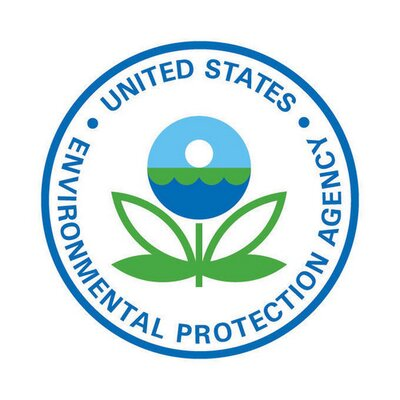 UNITED STATES
ENVIRONMENTAL PROTECTION AGENCY